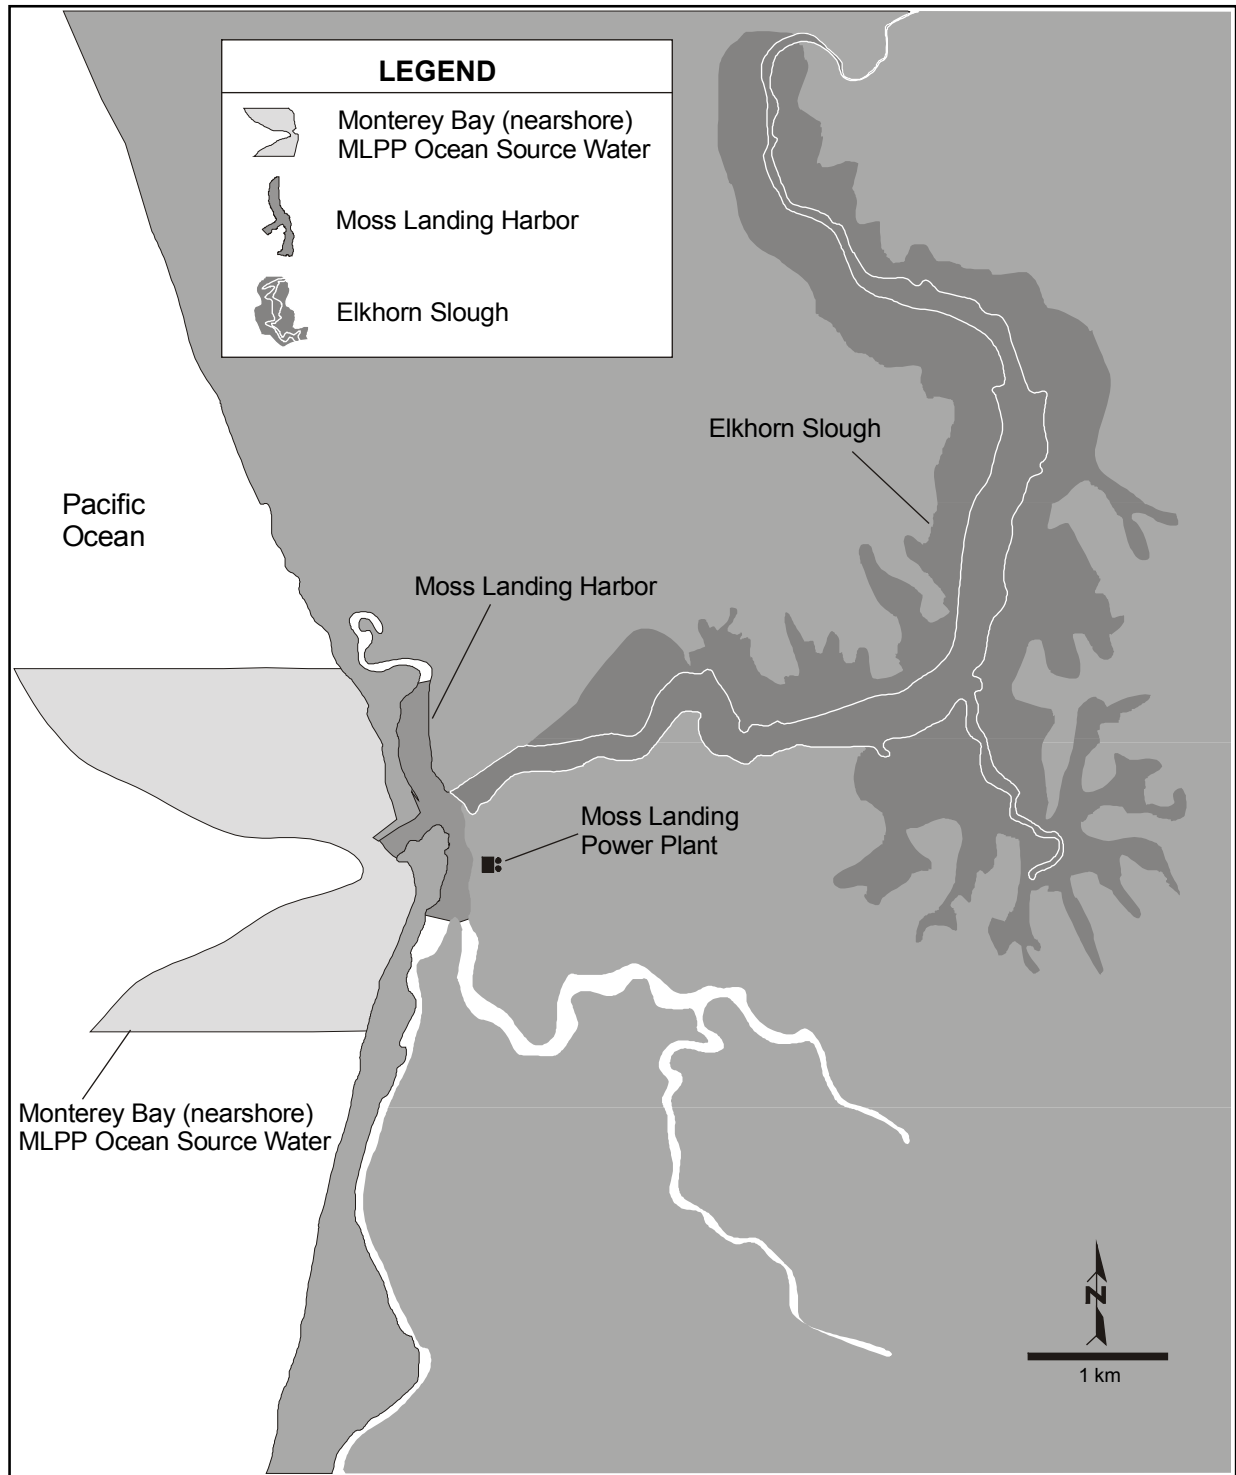 LEGEND
Monterey Bay (nearshore)
MLPP Ocean Source Water
Moss Landing Harbor
Elkhorn Slough
Elkhorn Slough
Pacific
Ocean
Moss Landing Harbor
Moss Landing
Power Plant
Monterey Bay (nearshore)
MLPP Ocean Source Water
N
1 km